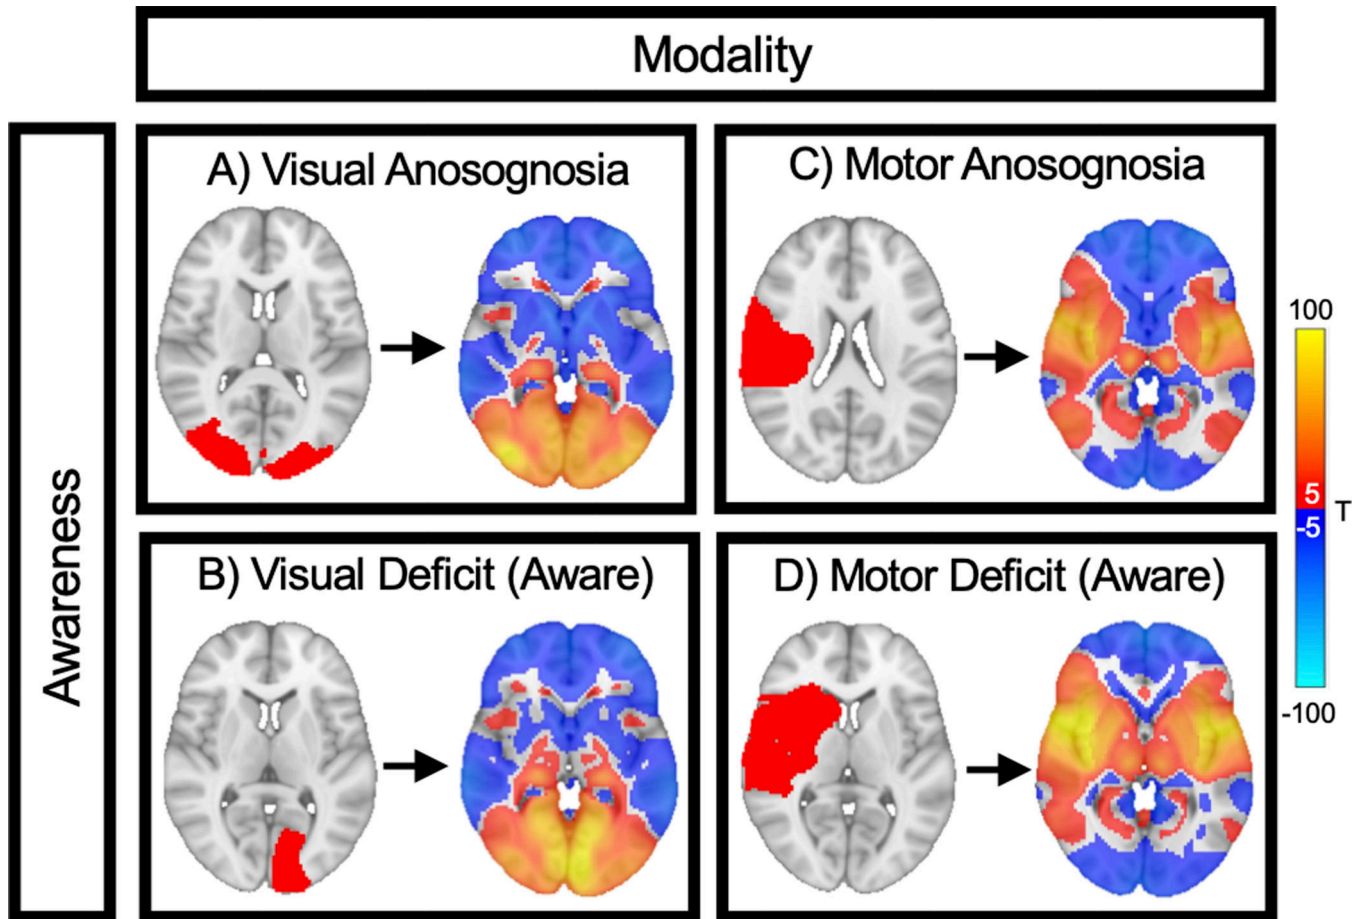 Modality
Awareness
A) Visual Anosognosia
C) Motor Anosognosia
B) Visual Deficit (Aware)
D) Motor Deficit (Aware)
100
5
-5
T
-100